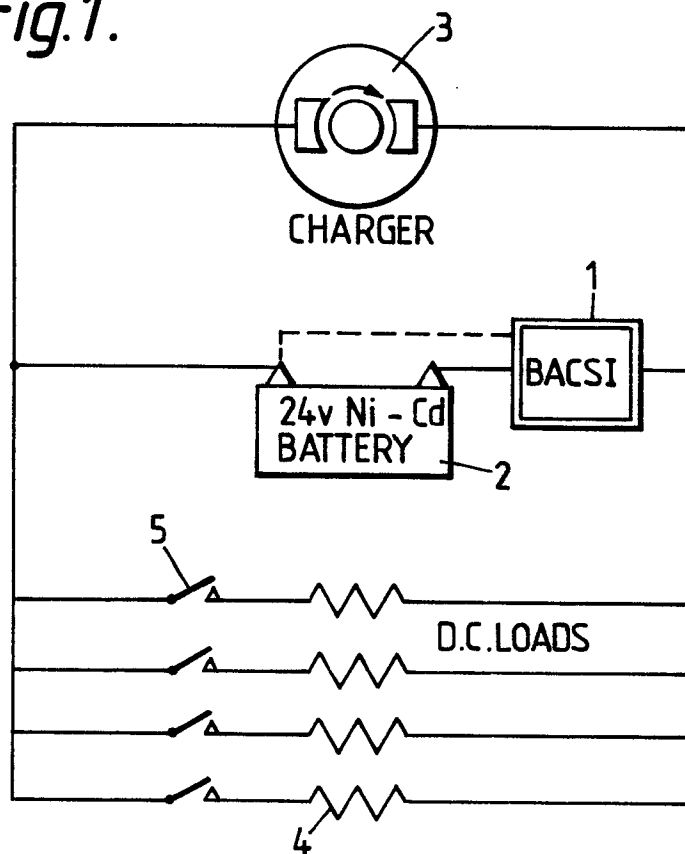 Fig.1.
3
CHARGER
1
BACSI
24v Ni - Cd
BATTERY
2
5
D.C.LOADS
4